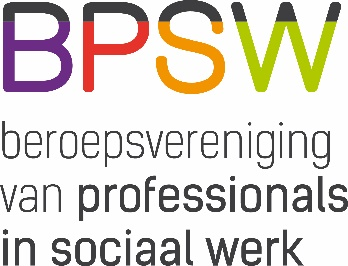 BPSW
beroepsvereniging
van professionals
in sociaal werk